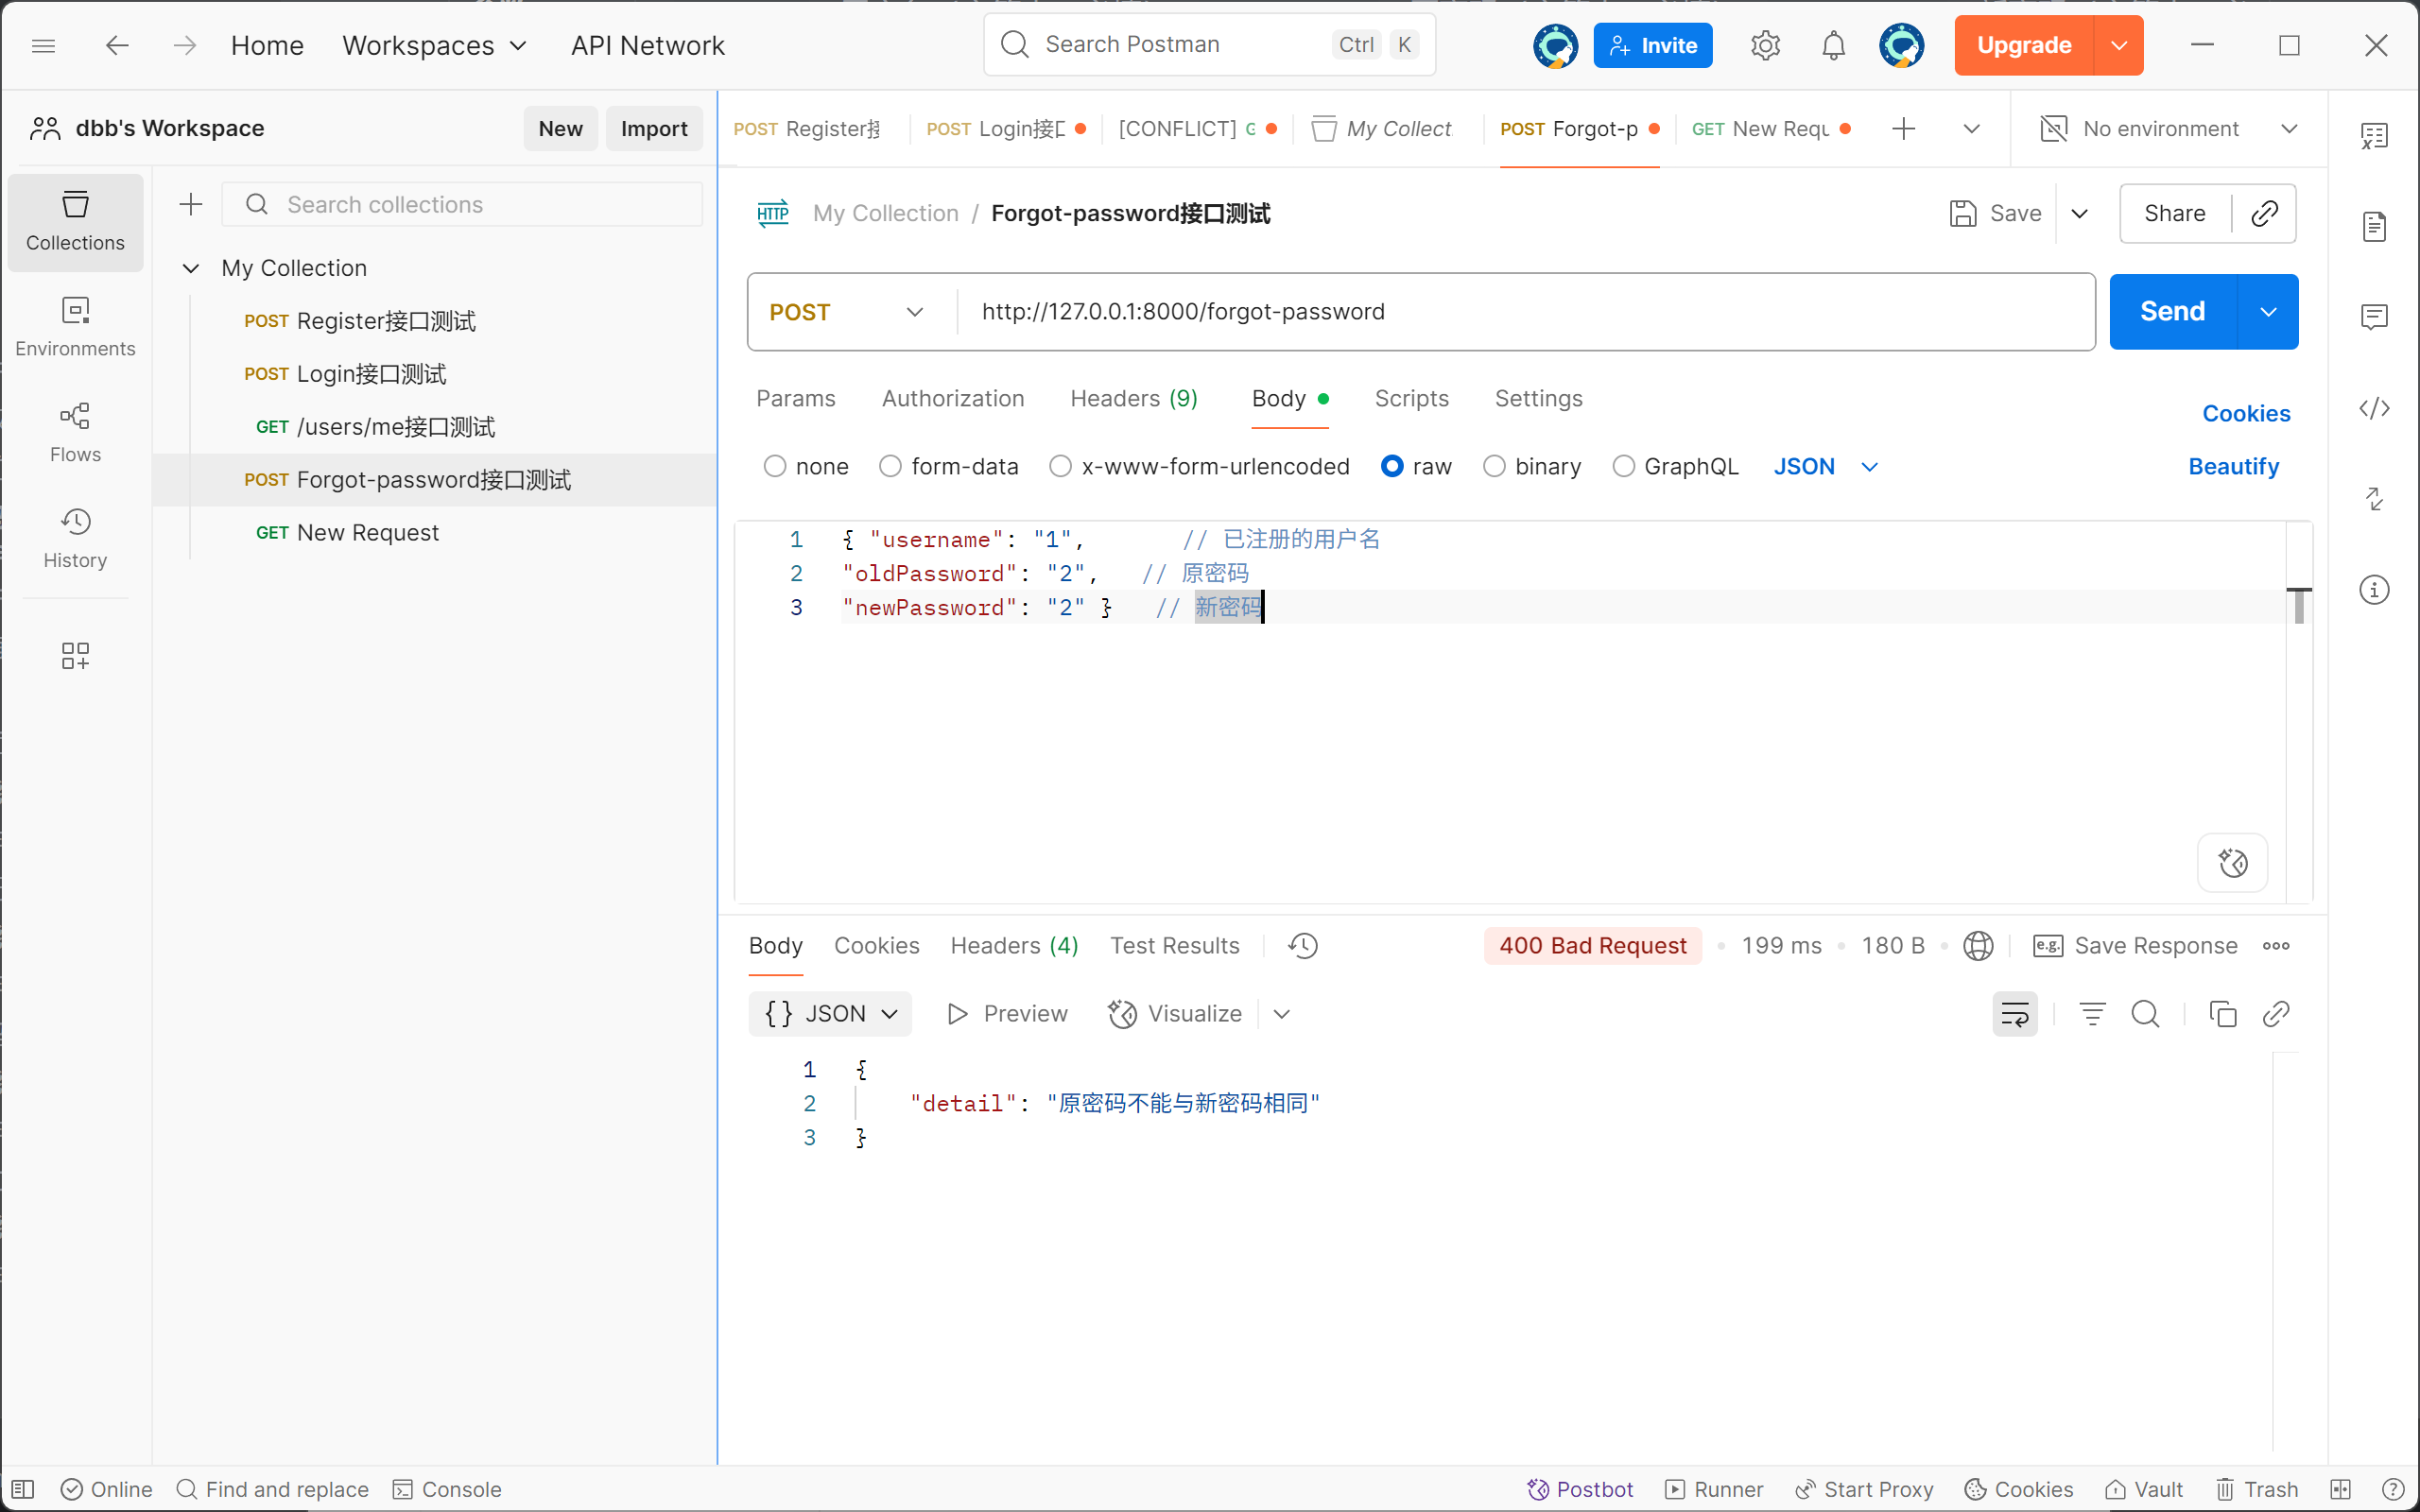 Home
Workspaces
API Network
Search Postman
Ctrl
K
Invite
Upgrade
dbb's Workspace
New
Import
POST Register接
POST Login接口
[CONFLICT] G
My Collect
POST Forgot-p
GET New Requ
No environment
Collections
Environments
Flows
History
Search collections
My Collection
POST Register接口测试
POST Login接口测试
GET /users/me接口测试
POST Forgot-password接口测试
GET New Request
HTTP
My Collection / Forgot-password接口测试
Save
Share
POST
http://127.0.0.1:8000/forgot-password
Send
Params
Authorization
Headers (9)
Body
Scripts
Settings
Cookies
none
form-data
x-www-form-urlencoded
raw
binary
GraphQL
JSON
Beautify
1 { "username": "1", // 已注册的用户名
2 "oldPassword": "2", // 原密码
3 "newPassword": "2" } // 新密码
Body
Cookies
Headers (4)
Test Results
400 Bad Request
199 ms
180 B
e.g.
Save Response
{} JSON
Preview
Visualize
1 {
2 "detail": "原密码不能与新密码相同"
3 }
Online
Find and replace
Console
Postbot
Runner
Start Proxy
Cookies
Vault
Trash